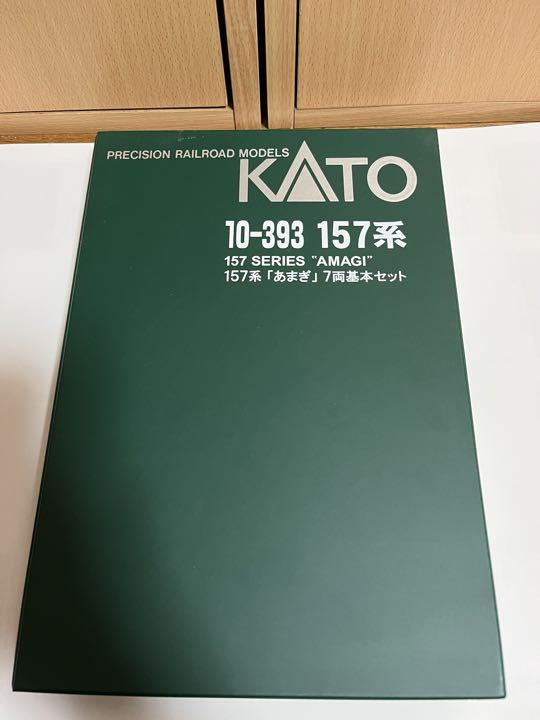 PRECISION RAILROAD MODELS
KATO
10-393 157系
157 SERIES “AMAGI”
157系「あまぎ」7両基本セット